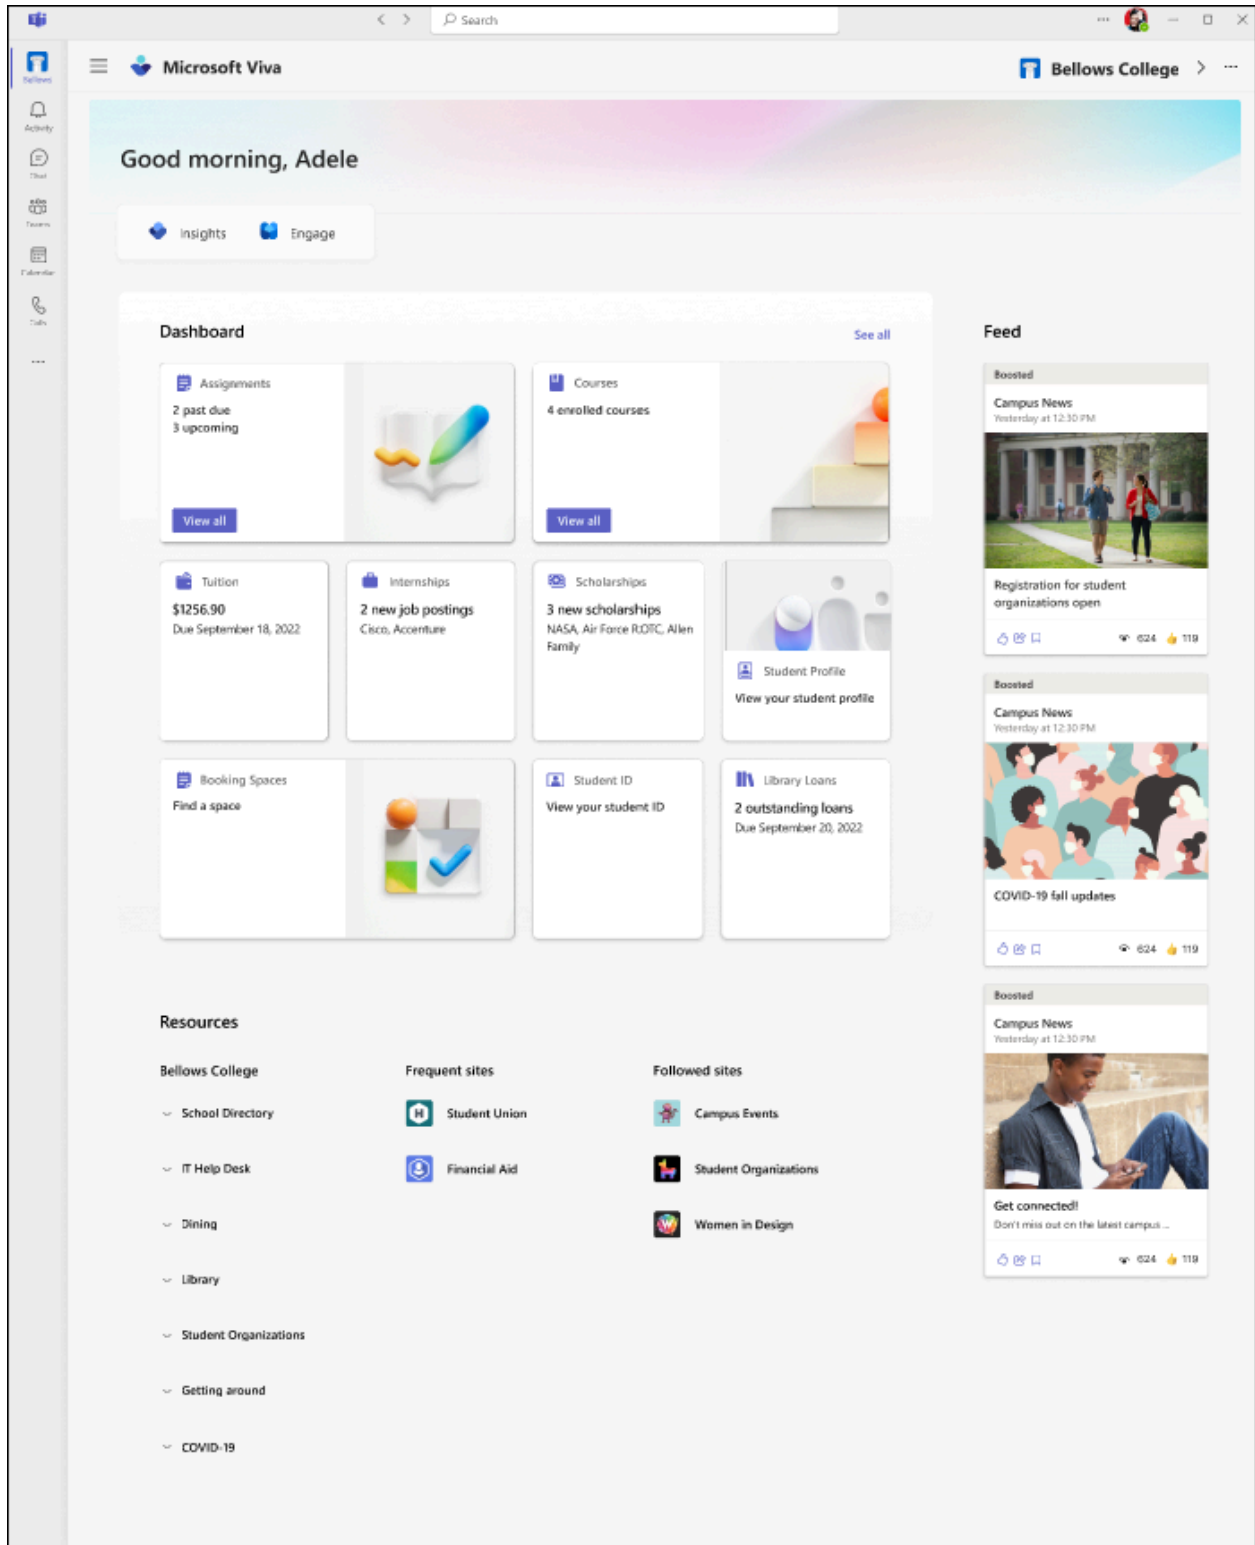 Search
Bellows
Activity
Chat
Teams
Calendar
Calls
Microsoft Viva
Bellows College
Good morning, Adele
Insights
Engage
Dashboard
See all
Assignments
2 past due
3 upcoming
View all
Courses
4 enrolled courses
View all
Tuition
$1256.90
Due September 18, 2022
Internships
2 new job postings
Cisco, Accenture
Scholarships
3 new scholarships
NASA, Air Force ROTC, Allen
Family
Student Profile
View your student profile
Booking Spaces
Find a space
Student ID
View your student ID
Library Loans
2 outstanding loans
Due September 20, 2022
Feed
Boosted
Campus News
Yesterday at 12:30 PM
Registration for student
organizations open
624 119
Boosted
Campus News
Yesterday at 12:30 PM
COVID-19 fall updates
624 119
Boosted
Campus News
Yesterday at 12:30 PM
Get connected!
Don't miss out on the latest campus ...
624 119
Resources
Bellows College
School Directory
IT Help Desk
Dining
Library
Student Organizations
Getting around
COVID-19
Frequent sites
H
Student Union
Financial Aid
Followed sites
Campus Events
Student Organizations
W
Women in Design